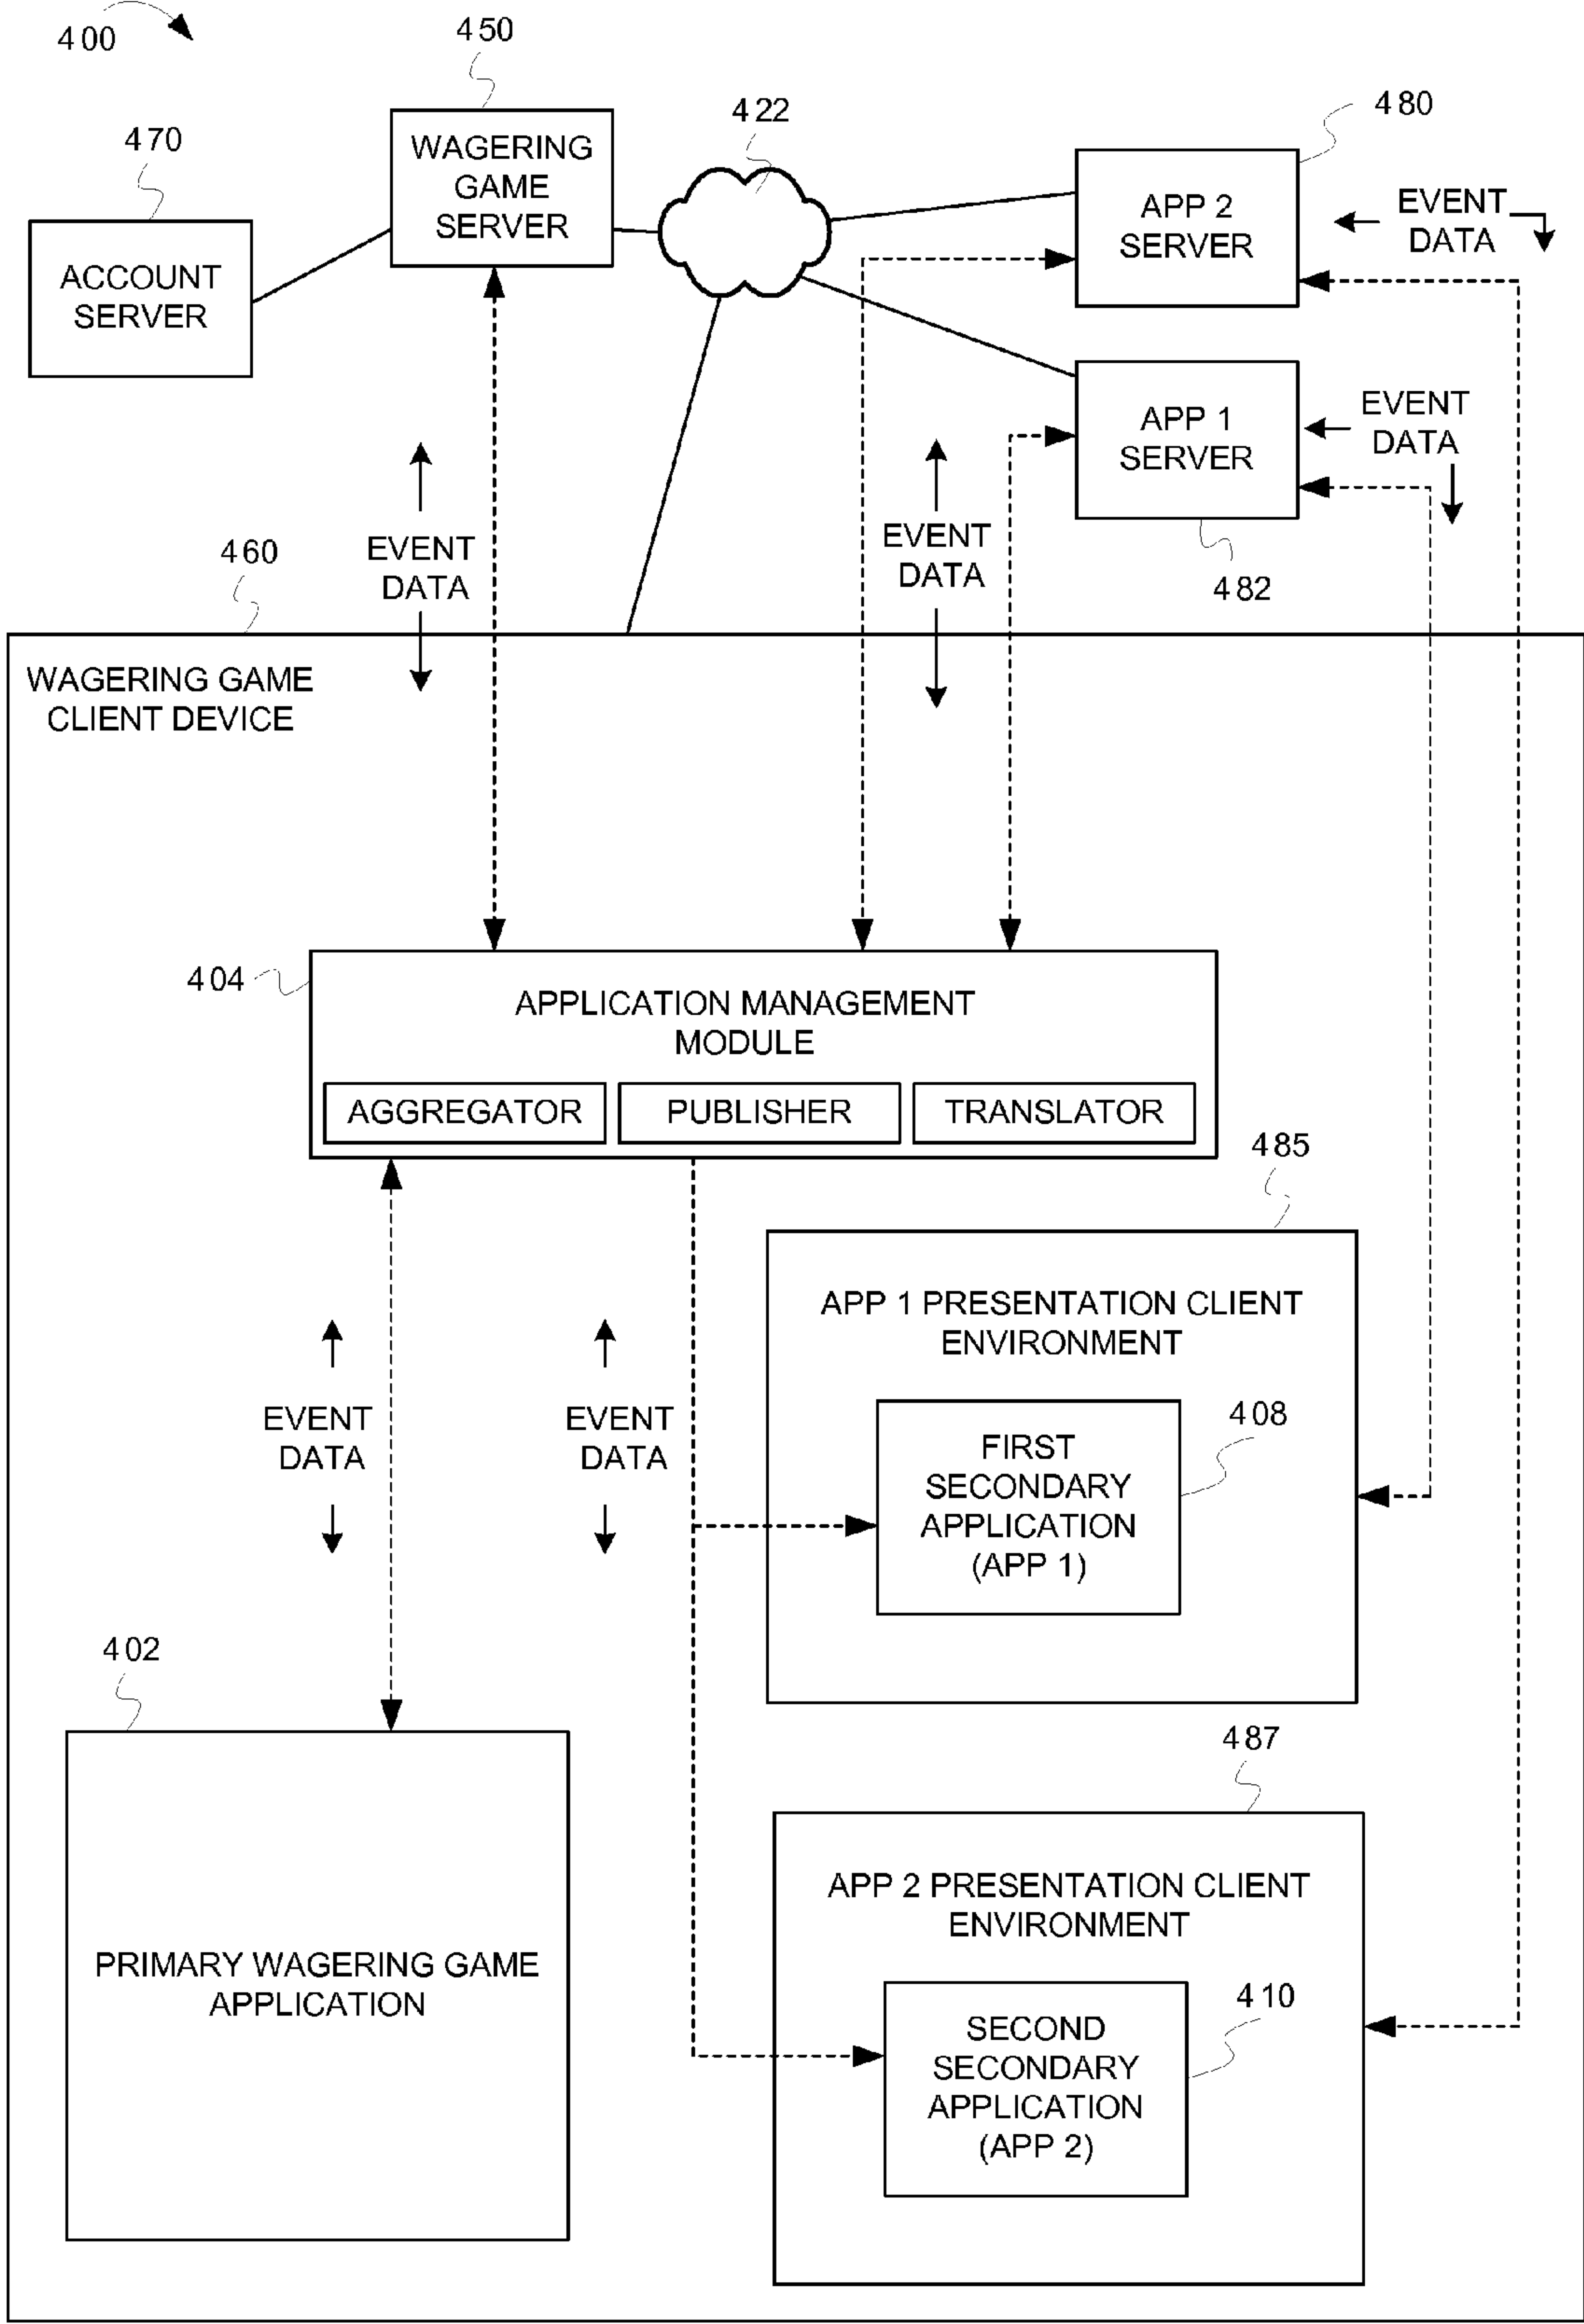 400
450
422
480
470
WAGERING
GAME
SERVER
APP 2
SERVER
EVENT
DATA
ACCOUNT
SERVER
APP 1
SERVER
EVENT
DATA
482
EVENT
DATA
EVENT
DATA
460
WAGERING GAME
CLIENT DEVICE
404
APPLICATION MANAGEMENT
MODULE
AGGREGATOR
PUBLISHER
TRANSLATOR
485
APP 1 PRESENTATION CLIENT
ENVIRONMENT
408
FIRST
SECONDARY
APPLICATION
(APP 1)
EVENT
DATA
EVENT
DATA
402
PRIMARY WAGERING GAME
APPLICATION
487
APP 2 PRESENTATION CLIENT
ENVIRONMENT
410
SECOND
SECONDARY
APPLICATION
(APP 2)